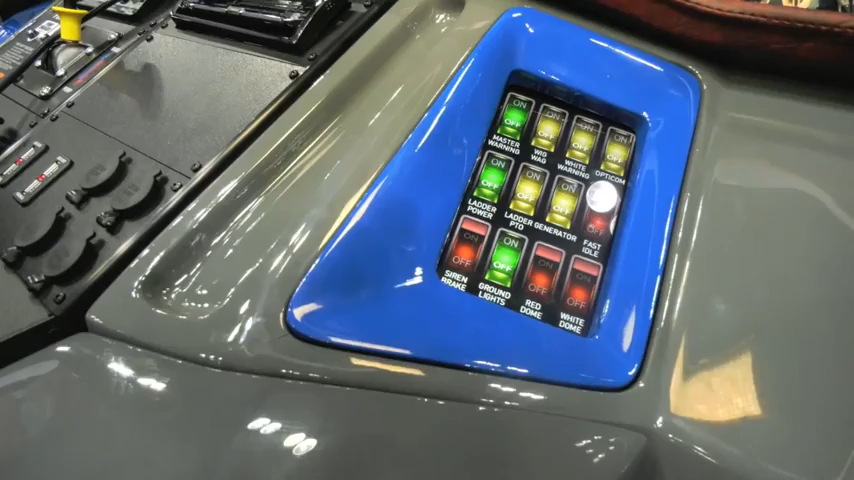 ON ON ON ON
OFF OFF OFF OFF
MASTER WARNING
WIG WAG
WHITE WARNING
OPTICOM
ON ON ON
OFF OFF OFF OFF
LADDER POWER
LADDER PTO
GENERATOR
FAST IDLE
ON ON ON ON
OFF OFF OFF OFF
SIREN BRAKE
GROUND LIGHTS
RED DOME
WHITE DOME